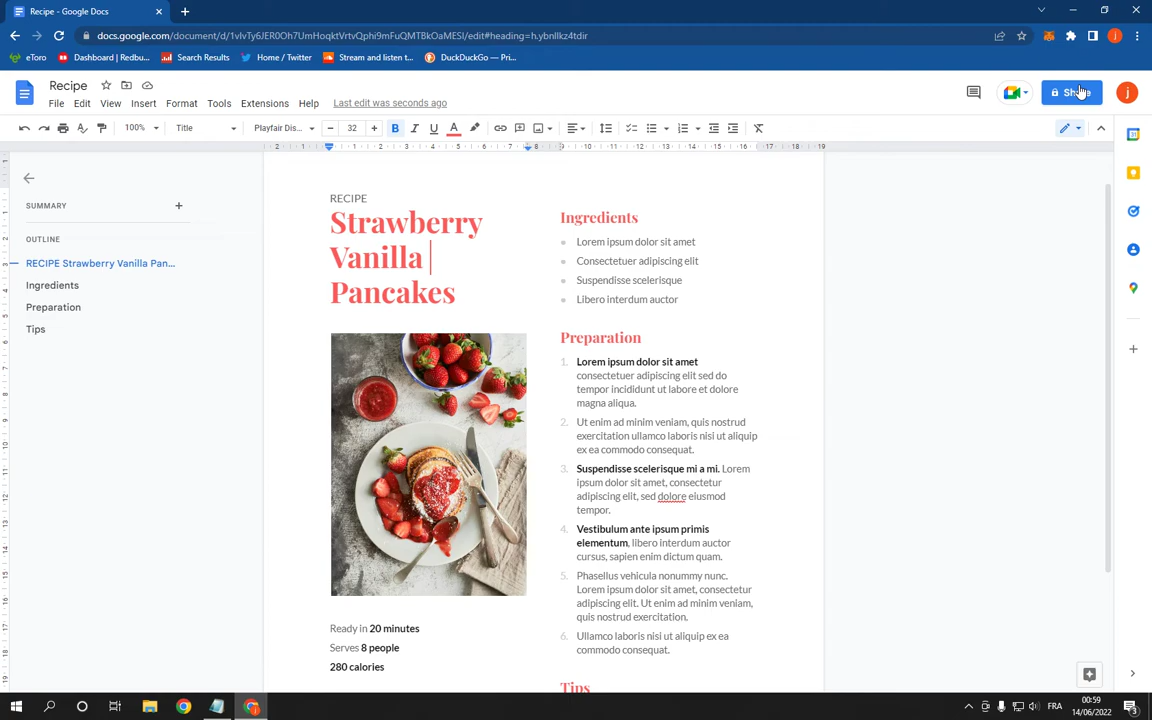 Recipe
docs.google.com/document/d/1vIvTy6JER0Oh7UmHoqktVrtvQphi9mFuQMTBkOaMESI/edit#heading=h.ybnllkz4tdir
eToro
Dashboard | Redbu...
Search Results
Home / Twitter
Stream and listen t...
DuckDuckGo — Pri...
Recipe
File Edit View Insert Format Tools Extensions Help Last edit was seconds ago
j
100% Title Playfair Dis... 32 B I U A
SUMMARY
OUTLINE
RECIPE Strawberry Vanilla Pan...
Ingredients
Preparation
Tips
RECIPE
Strawberry
Vanilla
Pancakes
Ready in 20 minutes
Serves 8 people
280 calories
Ingredients
Lorem ipsum dolor sit amet
Consectetuer adipiscing elit
Suspendisse scelerisque
Libero interdum auctor
Preparation
1. Lorem ipsum dolor sit amet
consectetuer adipiscing elit sed do
tempor incididunt ut labore et dolore
magna aliqua.
2. Ut enim ad minim veniam, quis nostrud
exercitation ullamco laboris nisi ut aliquip
ex ea commodo consequat.
3. Suspendisse scelerisque mi a mi. Lorem
ipsum dolor sit amet, consectetur
adipiscing elit, sed dolore eiusmod
tempor.
4. Vestibulum ante ipsum primis
elementum, libero interdum auctor
cursus, sapien enim dictum quam.
5. Phasellus vehicula nonummy nunc.
Lorem ipsum dolor sit amet, consectetur
adipiscing elit. Ut enim ad minim veniam,
quis nostrud exercitation.
6. Ullamco laboris nisi ut aliquip ex ea
commodo consequat.
Tips
FRA
00:59
14/06/2022